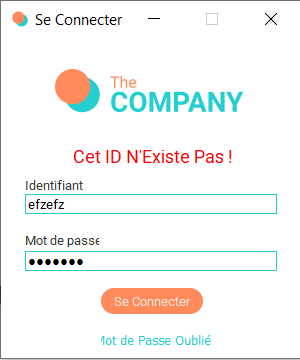 Se Connecter
The
COMPANY
Cet ID N'Existe Pas !
Identifiant
efzefz
Mot de passe
●●●●●●●
Se Connecter
Mot de Passe Oublié